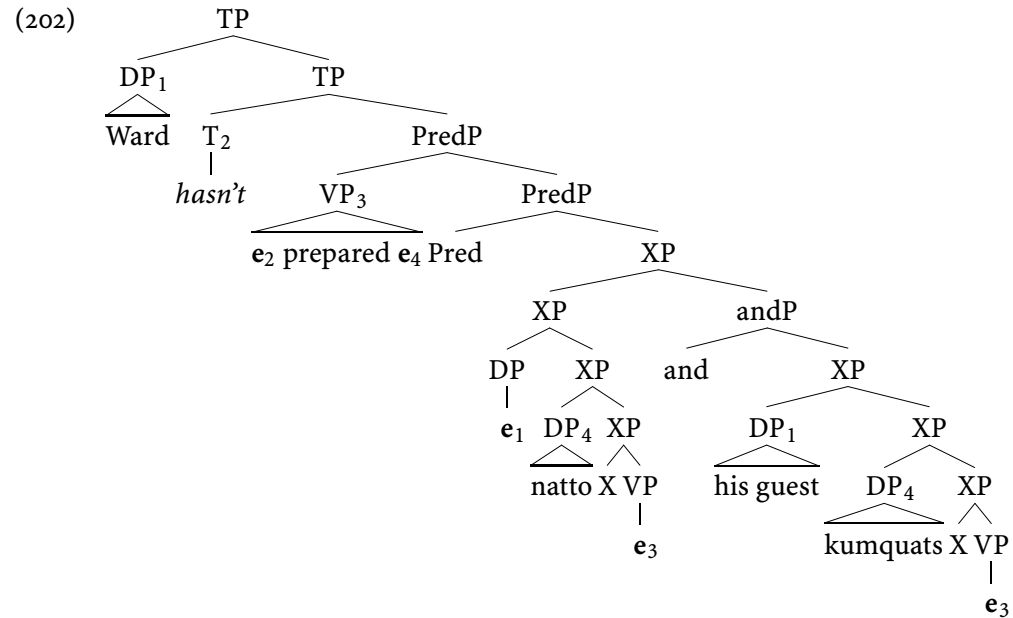 (202) TP
DP₁ TP
Ward T₂ PredP
hasn't VP₃ PredP
e₂ prepared e₄ Pred XP
XP andP
DP XP and XP
e₁ DP₄ XP DP₁ XP
natto X VP his guest DP₄ XP
e₃ kumquats X VP
e₃